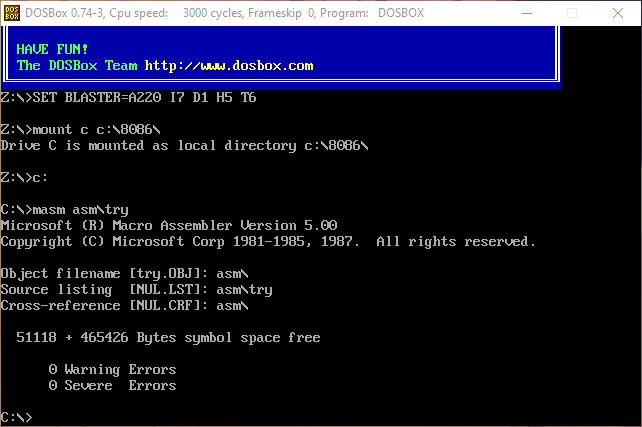 DOS
BOX
DOSBox 0.74-3, Cpu speed:    3000 cycles, Frameskip  0, Program:   DOSBOX
HAVE FUN!
The DOSBox Team http://www.dosbox.com
Z:\>SET BLASTER=A220 I7 D1 H5 T6
Z:\>mount c c:\8086\
Drive C is mounted as local directory c:\8086\
Z:\>c:
C:\>masm asm\try
Microsoft (R) Macro Assembler Version 5.00
Copyright (C) Microsoft Corp 1981-1985, 1987.  All rights reserved.
Object filename [try.OBJ]: asm\
Source listing  [NUL.LST]: asm\try
Cross-reference [NUL.CRF]: asm\
  51118 + 465426 Bytes symbol space free
      0 Warning Errors
      0 Severe  Errors
C:\>